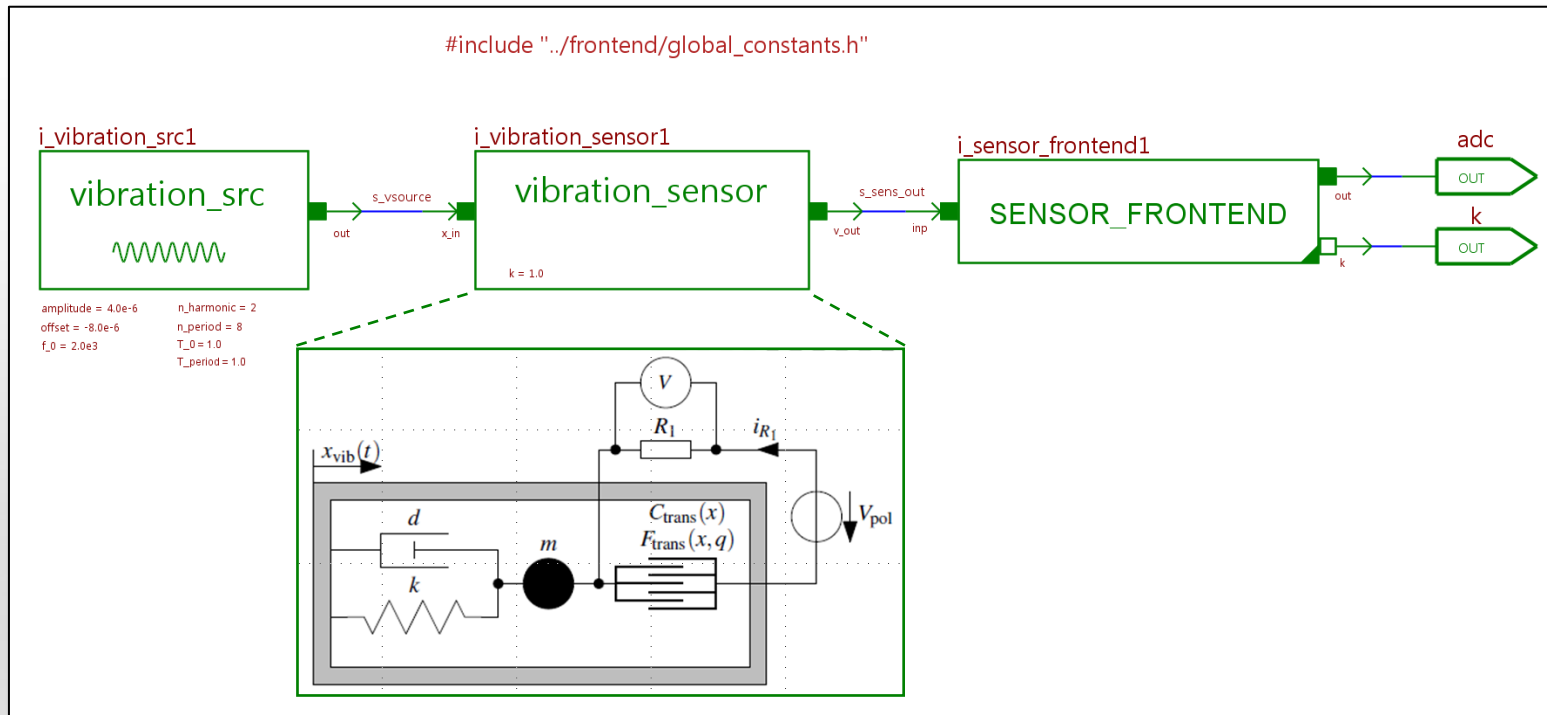 #include "../frontend/global_constants.h"
i_vibration_src1
vibration_src
out
amplitude = 4.0e-6
offset = -8.0e-6
f_0 = 2.0e3
n_harmonic = 2
n_period = 8
T_0 = 1.0
T_period = 1.0
s_vsource
i_vibration_sensor1
vibration_sensor
x_in
k = 1.0
v_out
s_sens_out
inp
i_sensor_frontend1
SENSOR_FRONTEND
out
k
adc
OUT
k
OUT
V
R1
iR1
xvib(t)
Ctrans(x)
Ftrans(x,q)
Vpol
d
m
k